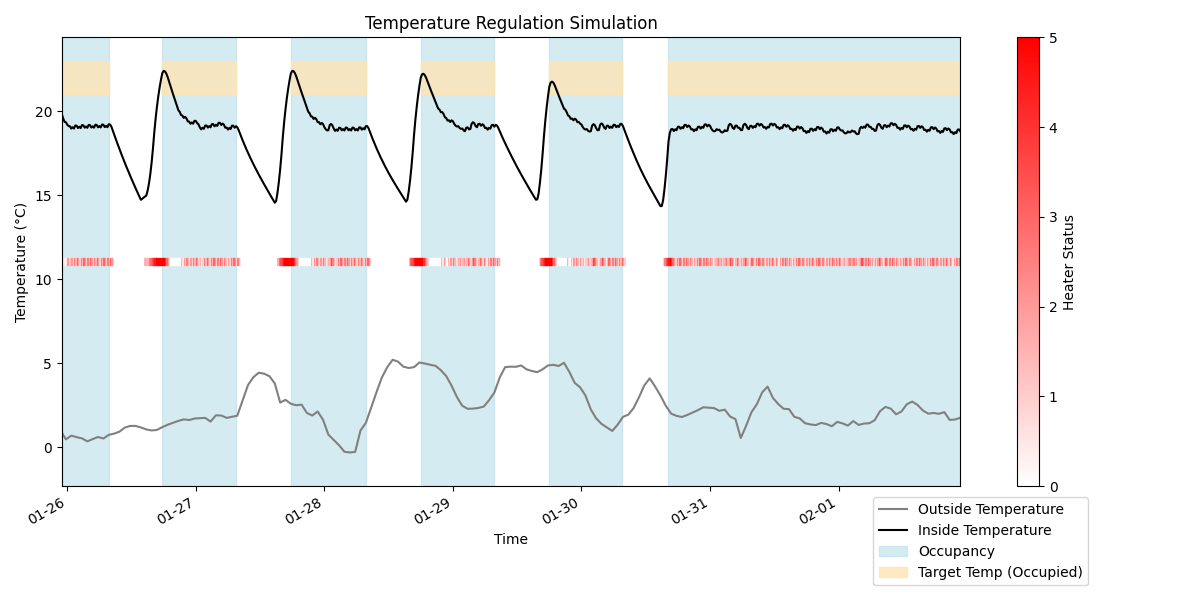 Temperature Regulation Simulation
Temperature (°C)
20
15
10
5
0
01-26
01-27
01-28
01-29
01-30
01-31
02-01
Time
5
4
3
2
1
0
Heater Status
Outside Temperature
Inside Temperature
Occupancy
Target Temp (Occupied)